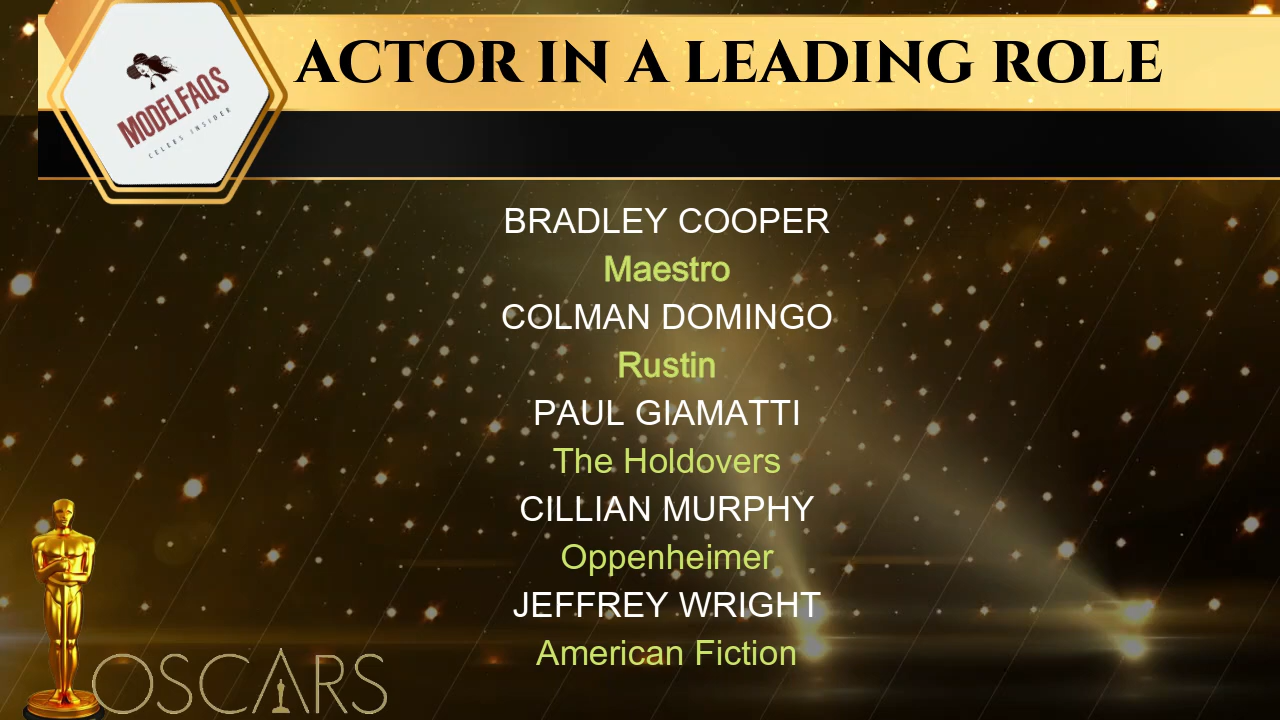 ACTOR IN A LEADING ROLE
MODELFAQS
CELEBS INSIDER
BRADLEY COOPER
Maestro
COLMAN DOMINGO
Rustin
PAUL GIAMATTI
The Holdovers
CILLIAN MURPHY
Oppenheimer
JEFFREY WRIGHT
American Fiction
OSCARS